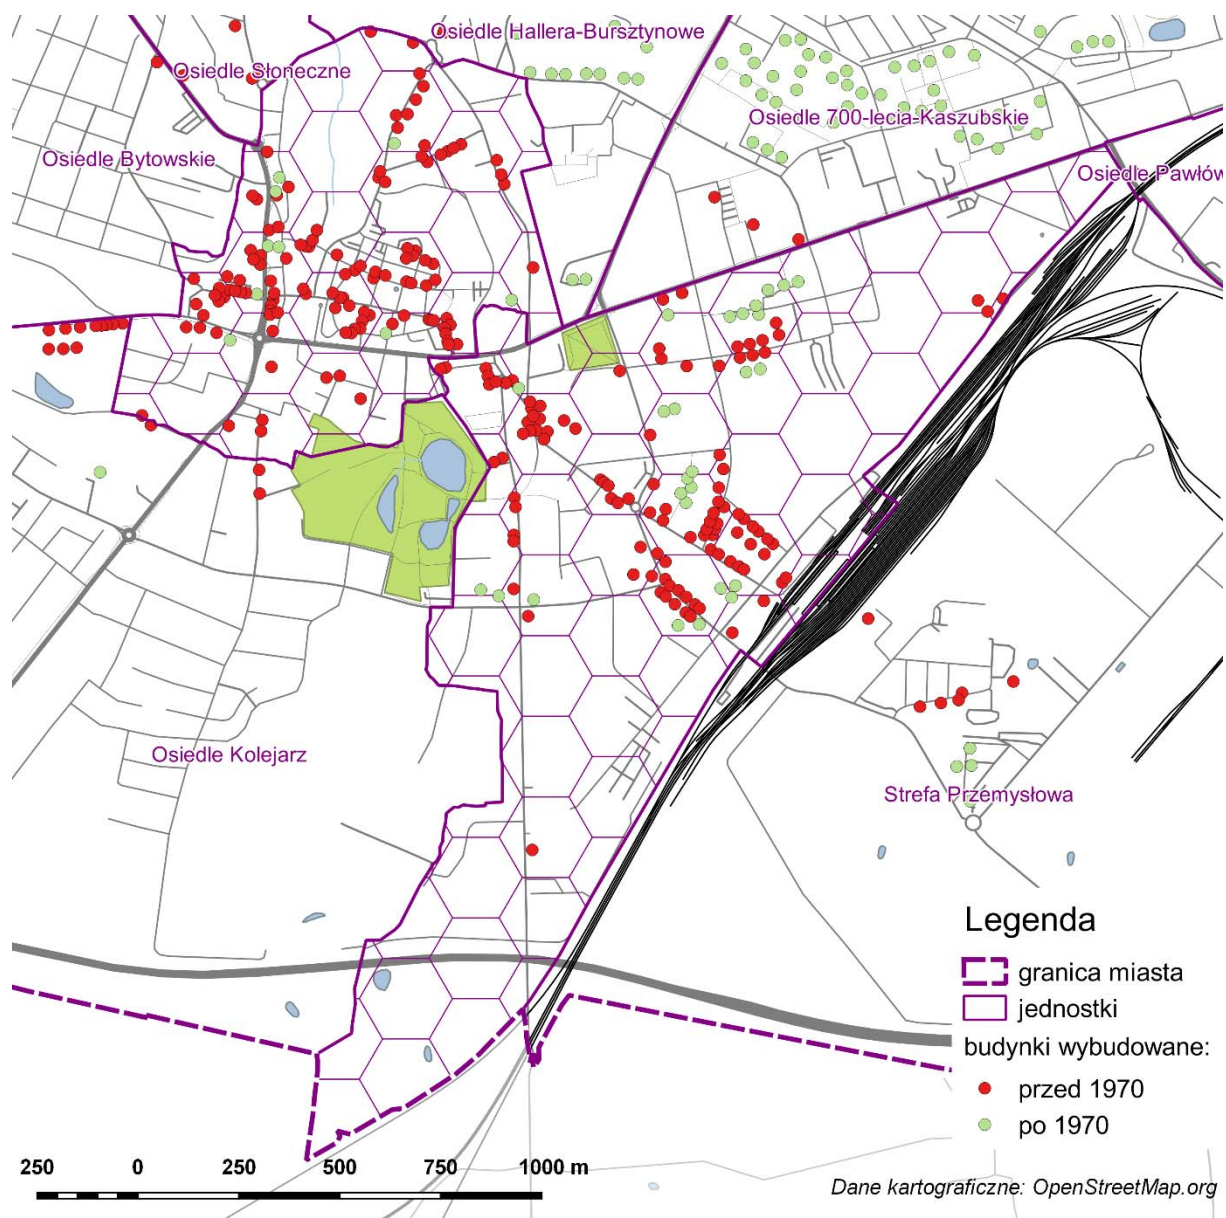 Osiedle Hallera-Bursztynowe
Osiedle Słoneczne
Osiedle 700-lecia-Kaszubskie
Osiedle Bytowskie
Osiedle Pawłów
Osiedle Kolejarz
Strefa Przemysłowa
Legenda
granica miasta
jednostki
budynki wybudowane:
przed 1970
po 1970
250 0 250 500 750 1000 m
Dane kartograficzne: OpenStreetMap.org